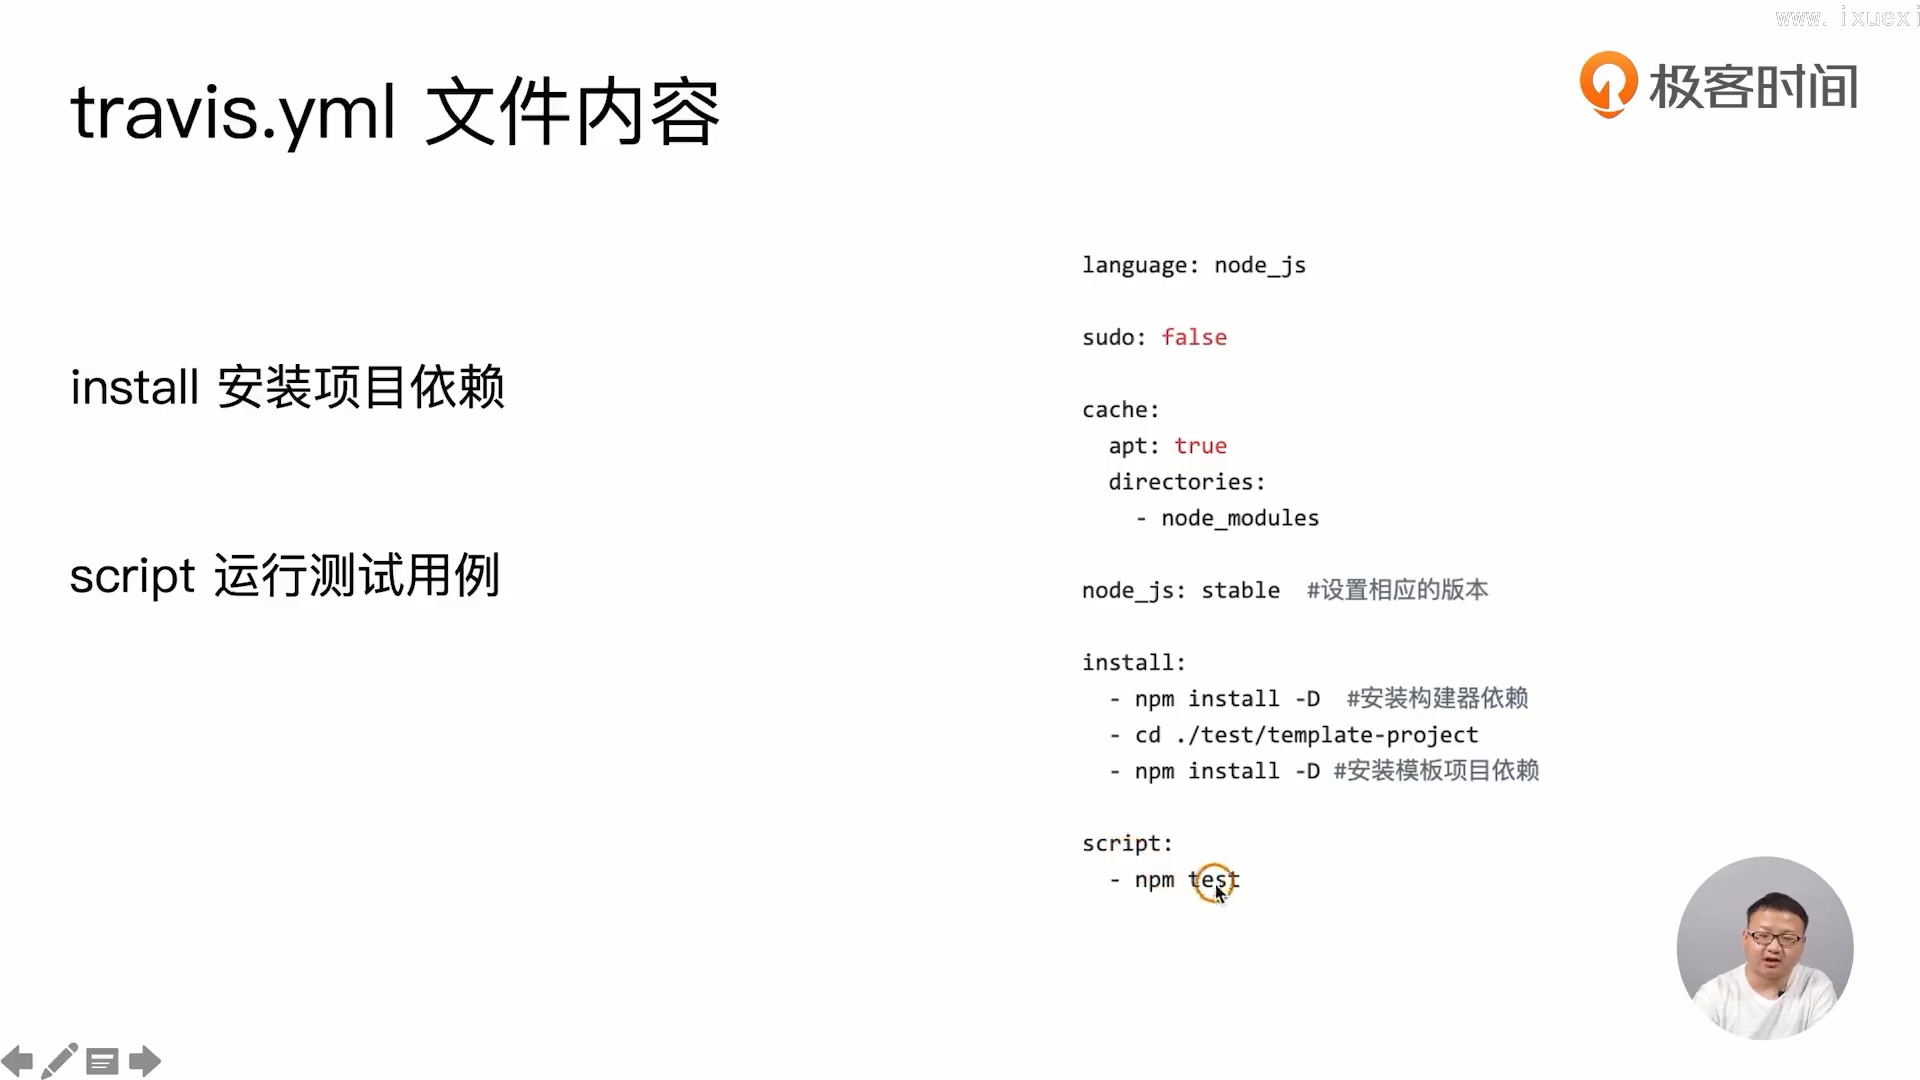 www. ixuexi
travis.yml 文件内容
极客时间
install 安装项目依赖
script 运行测试用例
language: node_js
sudo: false
cache:
apt: true
directories:
- node_modules
node_js: stable #设置相应的版本
install:
- npm install -D #安装构建器依赖
- cd ./test/template-project
- npm install -D #安装模板项目依赖
script:
- npm test